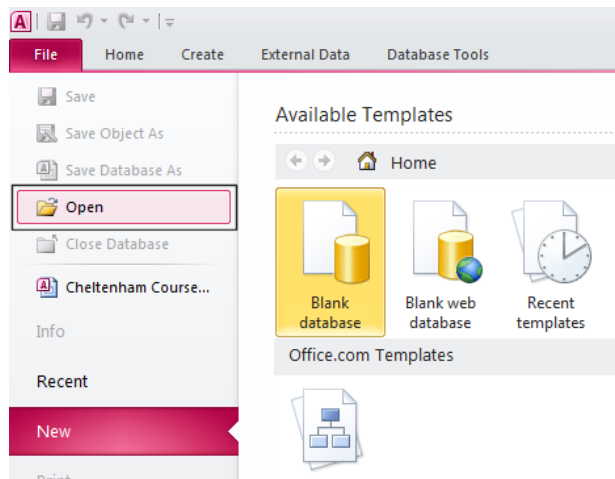 File Home Create External Data Database Tools
Save
Save Object As
Save Database As
Open
Close Database
Cheltenham Course...
Info
Recent
New
Print
Available Templates
Home
Blank database
Blank web database
Recent templates
Office.com Templates